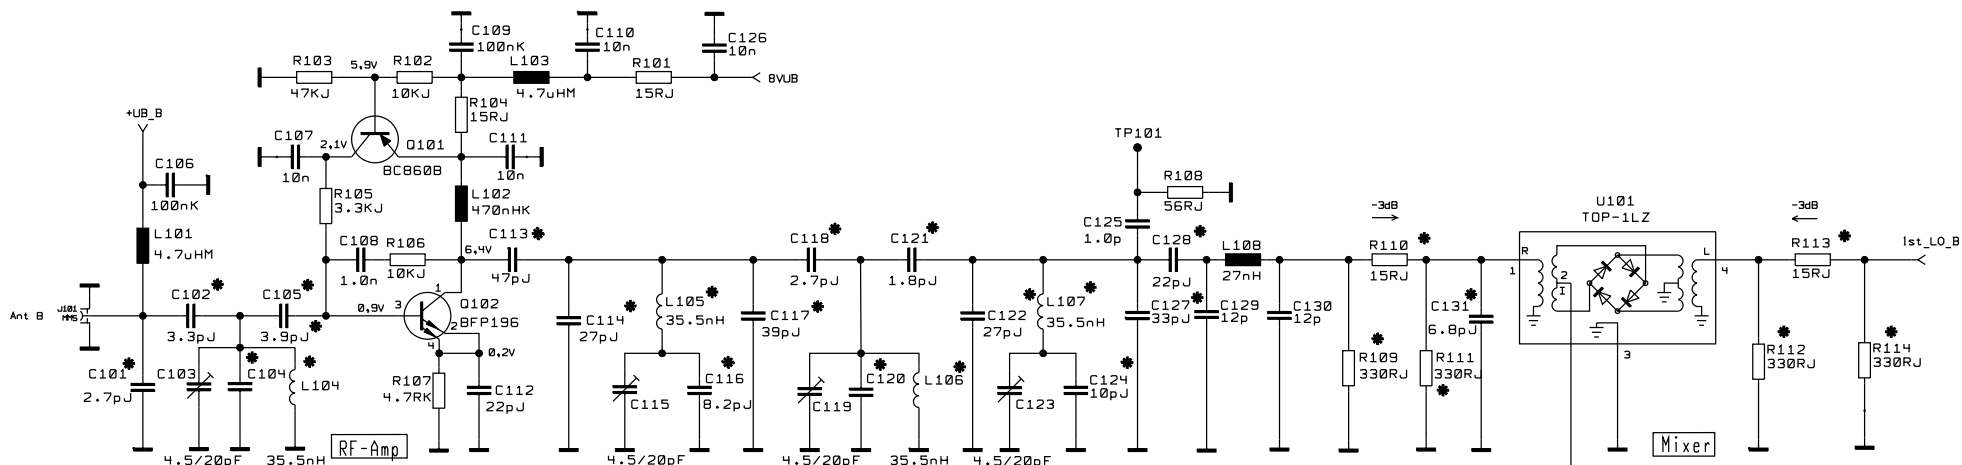 C109
100nK
C110
10n
C126
10n
R103
47KJ
5,9V
R102
10KJ
L103
4.7uHM
R101
15RJ
8VUB
+UB_B
R104
15RJ
C107
10n
2,1V
Q101
BC860B
C111
10n
TP101
C106
100nK
R105
3.3KJ
L102
470nHK
R108
56RJ
C125
1.0p
L101
4.7uHM
C108
1.0n
R106
10KJ
6,4V
C113
47pJ
C118
2.7pJ
C121
1.8pJ
C128
22pJ
L108
27nH
-3dB
R110
15RJ
U101
TOP-1LZ
R
1
2
I
L
4
3
-3dB
R113
15RJ
1st_LO_B
Ant B
J101
MMS
C102
3.3pJ
C105
3.9pJ
0,9V
3
1
2
4
Q102
BFP196
0,2V
C114
27pJ
L105
35.5nH
C117
39pJ
C122
27pJ
L107
35.5nH
C127
33pJ
C129
12p
C130
12p
C131
6.8pJ
C101
2.7pJ
C103
C104
L104
R107
4.7RK
C112
22pJ
C115
C116
8.2pJ
C119
C120
L106
C123
C124
10pJ
R109
330RJ
R111
330RJ
R112
330RJ
R114
330RJ
4.5/20pF
35.5nH
RF-Amp
4.5/20pF
4.5/20pF
35.5nH
4.5/20pF
Mixer